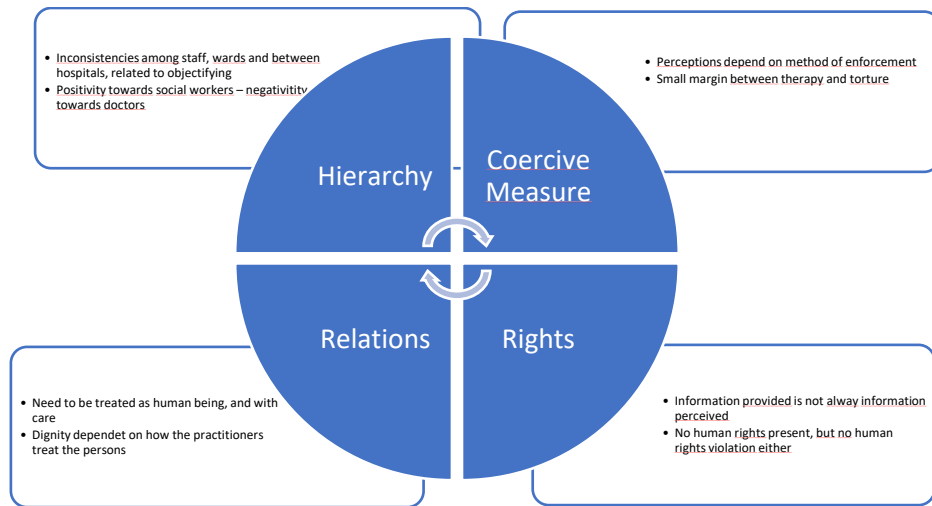 • Inconsistencies among staff, wards and between
hospitals, related to objectifying
• Positivity towards social workers – negativitity
towards doctors
• Perceptions depend on method of enforcement
• Small margin between therapy and torture
Hierarchy
Coercive
Measure
Relations
Rights
• Need to be treated as human being, and with
care
• Dignity dependet on how the practitioners
treat the persons
• Information provided is not alway information
perceived
• No human rights present, but no human
rights violation either